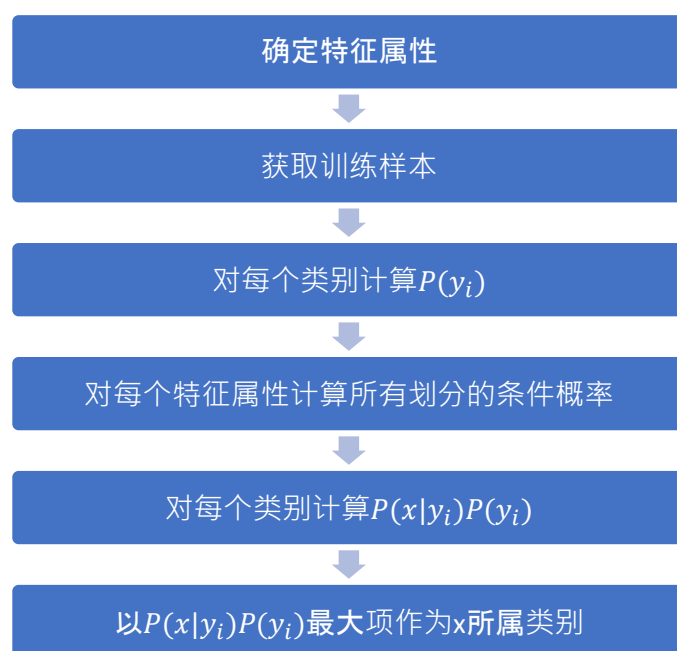 确定特征属性
获取训练样本
对每个类别计算P(yᵢ)
对每个特征属性计算所有划分的条件概率
对每个类别计算P(x|yᵢ)P(yᵢ)
以P(x|yᵢ)P(yᵢ)最大项作为x所属类别